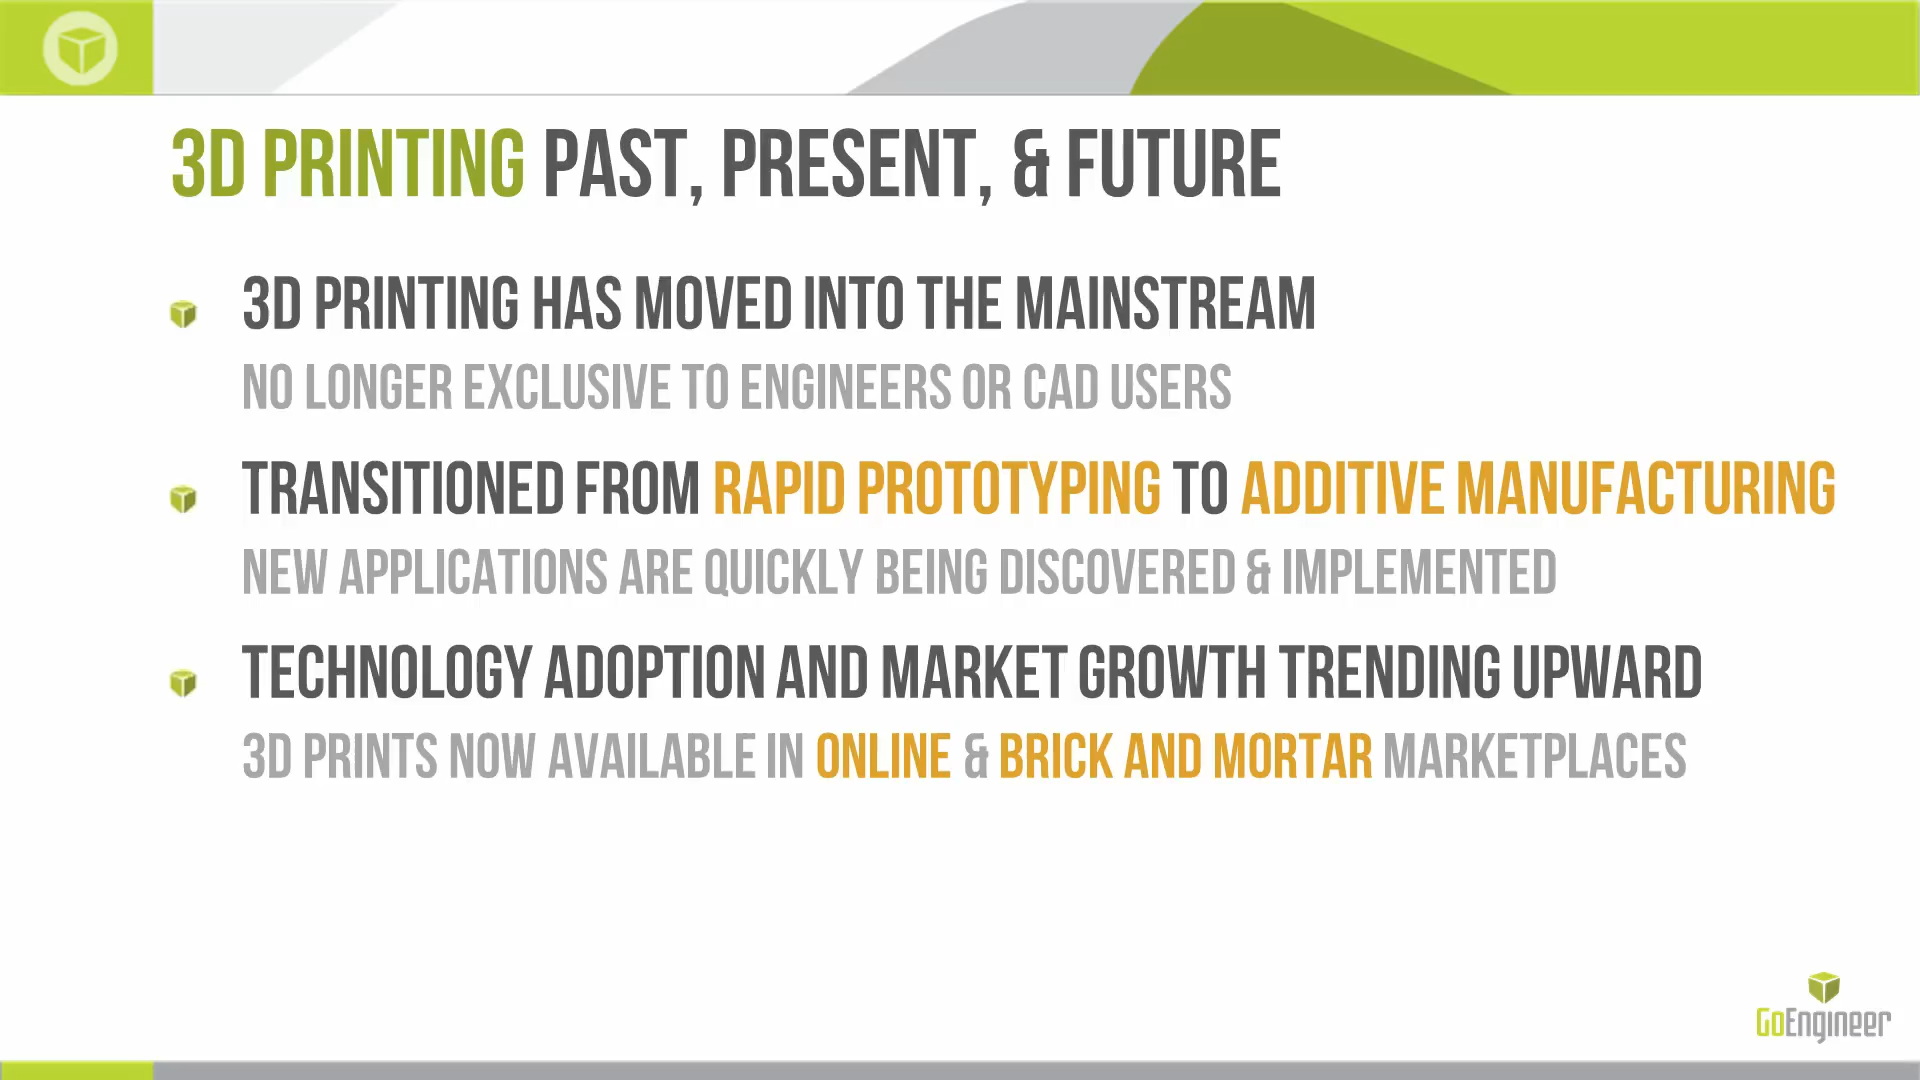 3D PRINTING PAST, PRESENT, & FUTURE
3D PRINTING HAS MOVED INTO THE MAINSTREAM
NO LONGER EXCLUSIVE TO ENGINEERS OR CAD USERS
TRANSITIONED FROM RAPID PROTOTYPING TO ADDITIVE MANUFACTURING
NEW APPLICATIONS ARE QUICKLY BEING DISCOVERED & IMPLEMENTED
TECHNOLOGY ADOPTION AND MARKET GROWTH TRENDING UPWARD
3D PRINTS NOW AVAILABLE IN ONLINE & BRICK AND MORTAR MARKETPLACES
GoEngineer